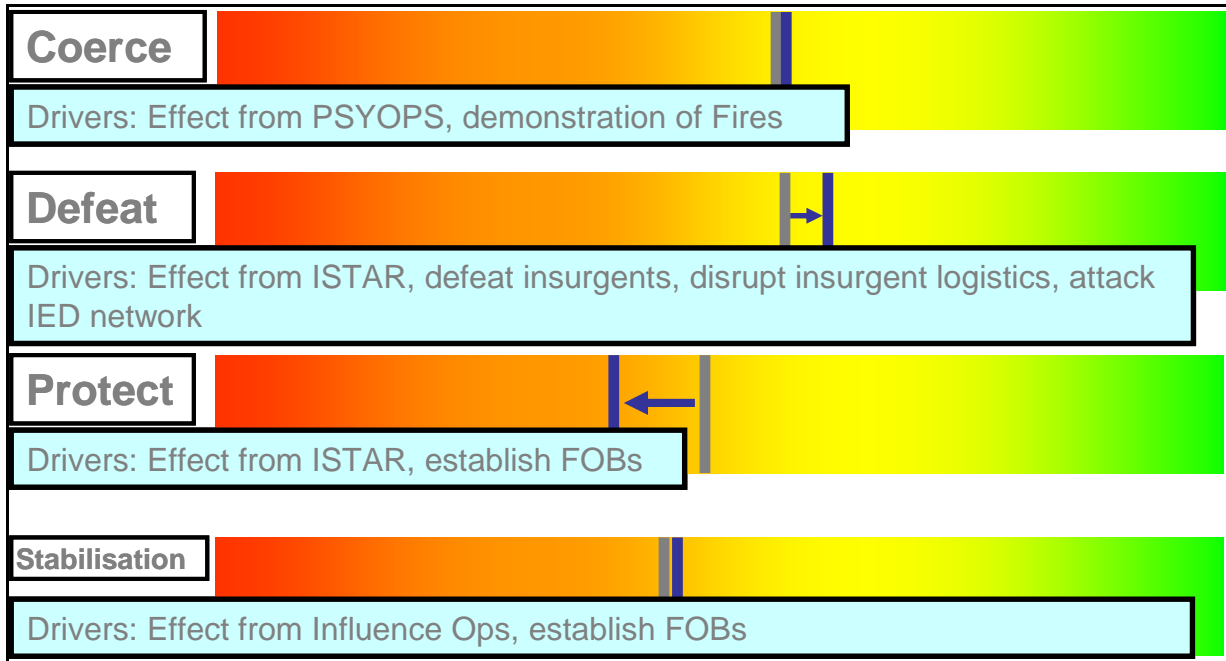 Coerce
Drivers: Effect from PSYOPS, demonstration of Fires
Defeat
Drivers: Effect from ISTAR, defeat insurgents, disrupt insurgent logistics, attack
IED network
Protect
Drivers: Effect from ISTAR, establish FOBs
Stabilisation
Drivers: Effect from Influence Ops, establish FOBs